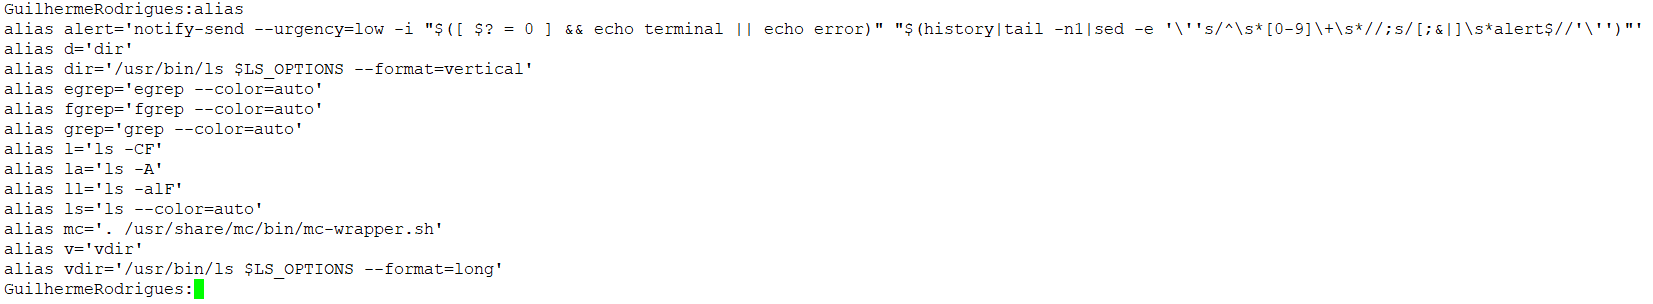 GuilhermeRodrigues:alias
alias alert='notify-send --urgency=low -i "$([ $? = 0 ] && echo terminal || echo error)" "$(history|tail -n1|sed -e '\''s/^\s*[0-9]\+\s*//;s/[;&|]\s*alert$//'\'')"'
alias d='dir'
alias dir='/usr/bin/ls $LS_OPTIONS --format=vertical'
alias egrep='egrep --color=auto'
alias fgrep='fgrep --color=auto'
alias grep='grep --color=auto'
alias l='ls -CF'
alias la='ls -A'
alias ll='ls -alF'
alias ls='ls --color=auto'
alias mc='. /usr/share/mc/bin/mc-wrapper.sh'
alias v='vdir'
alias vdir='/usr/bin/ls $LS_OPTIONS --format=long'
GuilhermeRodrigues: